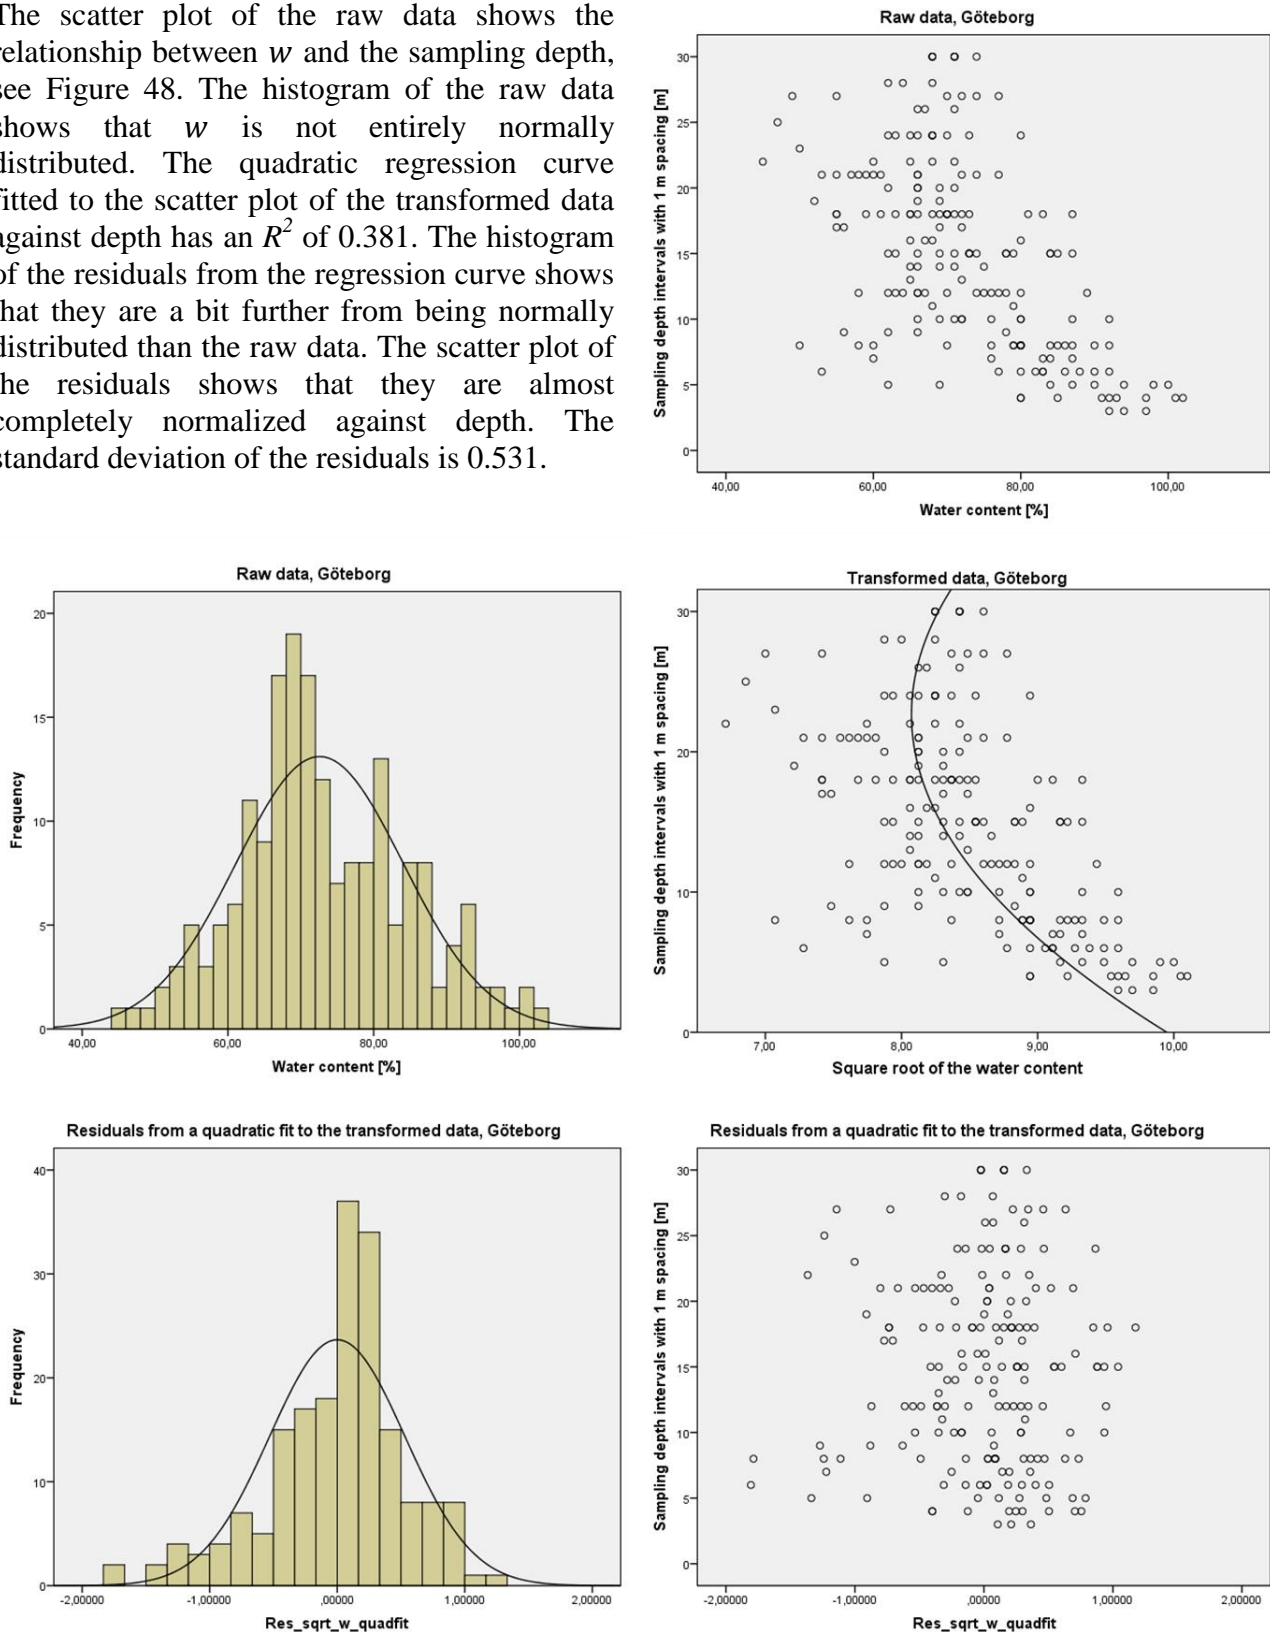 The scatter plot of the raw data shows the
relationship between w and the sampling depth,
see Figure 48. The histogram of the raw data
shows that w is not entirely normally
distributed. The quadratic regression curve
fitted to the scatter plot of the transformed data
against depth has an R² of 0.381. The histogram
of the residuals from the regression curve shows
that they are a bit further from being normally
distributed than the raw data. The scatter plot of
the residuals shows that they are almost
completely normalized against depth. The
standard deviation of the residuals is 0.531.
Raw data, Göteborg
Sampling depth intervals with 1 m spacing [m]
30
25
20
15
10
5
0
40,00 60,00 80,00 100,00
Water content [%]
Raw data, Göteborg
Frequency
20
15
10
5
0
40,00 60,00 80,00 100,00
Water content [%]
Transformed data, Göteborg
Sampling depth intervals with 1 m spacing [m]
30
20
10
0
7,00 8,00 9,00 10,00
Square root of the water content
Residuals from a quadratic fit to the transformed data, Göteborg
Frequency
40
30
20
10
0
-2,00000 -1,00000 ,00000 1,00000 2,00000
Res_sqrt_w_quadfit
Residuals from a quadratic fit to the transformed data, Göteborg
Sampling depth intervals with 1 m spacing [m]
30
25
20
15
10
5
0
-2,00000 -1,00000 ,00000 1,00000 2,00000
Res_sqrt_w_quadfit